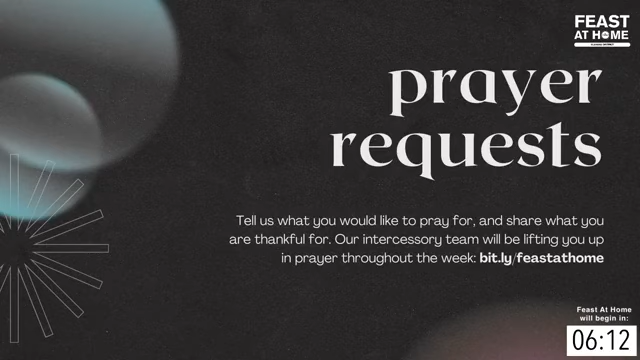 FEAST
AT HOME
prayer
requests
Tell us what you would like to pray for, and share what you
are thankful for. Our intercessory team will be lifting you up
in prayer throughout the week: bit.ly/feastathome
Feast At Home
will begin in:
06:12